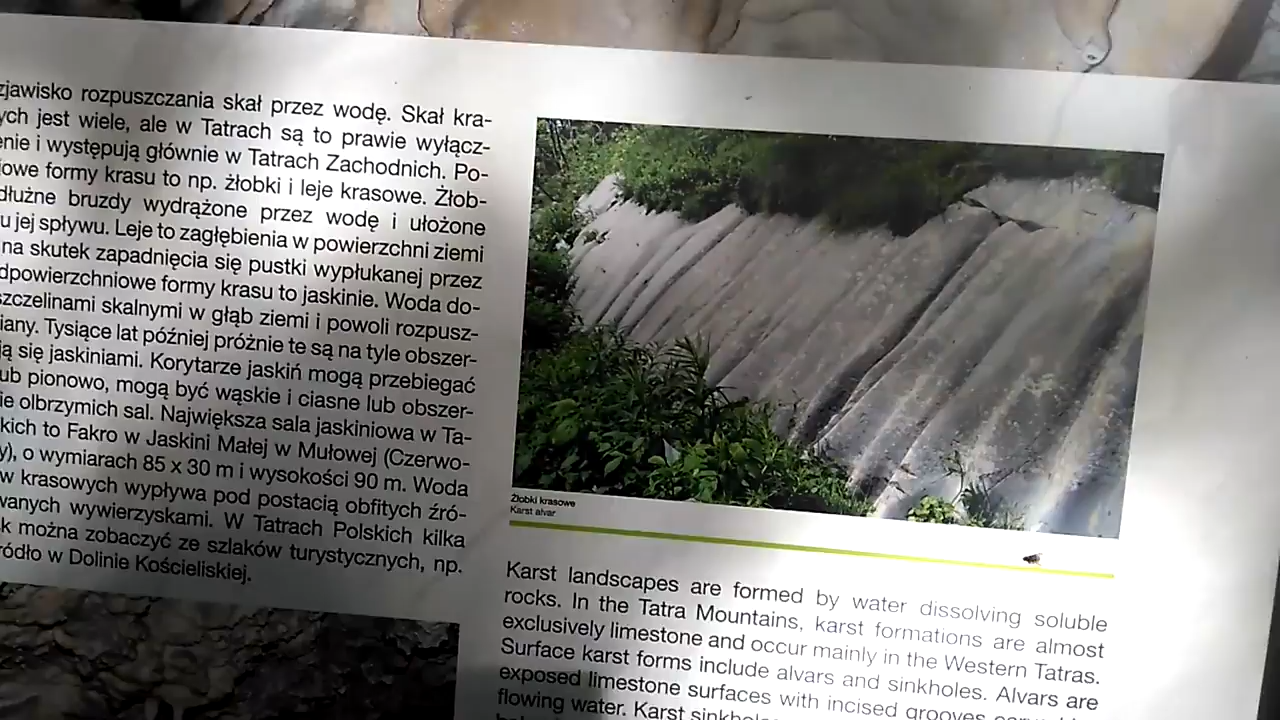 zjawisko rozpuszczania skał przez wodę. Skał kra-
ych jest wiele, ale w Tatrach są to prawie wyłącz-
enie i występują głównie w Tatrach Zachodnich. Po-
iowe formy krasu to np. żłobki i leje krasowe. Żłob-
dłużne bruzdy wydrążone przez wodę i ułożone
u jej spływu. Leje to zagłębienia w powierzchni ziemi
na skutek zapadnięcia się pustki wypłukanej przez
dpowierzchniowe formy krasu to jaskinie. Woda do-
szczelinami skalnymi w głąb ziemi i powoli rozpusz-
iany. Tysiące lat później próżnie te są na tyle obszer-
ją się jaskiniami. Korytarze jaskiń mogą przebiegać
ub pionowo, mogą być wąskie i ciasne lub obszer-
ie olbrzymich sal. Największa sala jaskiniowa w Ta-
kich to Fakro w Jaskini Małej w Mułowej (Czerwo-
y), o wymiarach 85 x 30 m i wysokości 90 m. Woda
w krasowych wypływa pod postacią obfitych źró-
wanych wywierzyskami. W Tatrach Polskich kilka
k można zobaczyć ze szlaków turystycznych, np.
ródło w Dolinie Kościeliskiej.
Żłobki krasowe
Karst alvar
Karst landscapes are formed by water dissolving soluble
rocks. In the Tatra Mountains, karst formations are almost
exclusively limestone and occur mainly in the Western Tatras.
Surface karst forms include alvars and sinkholes. Alvars are
exposed limestone surfaces with incised grooves
flowing water. Karst